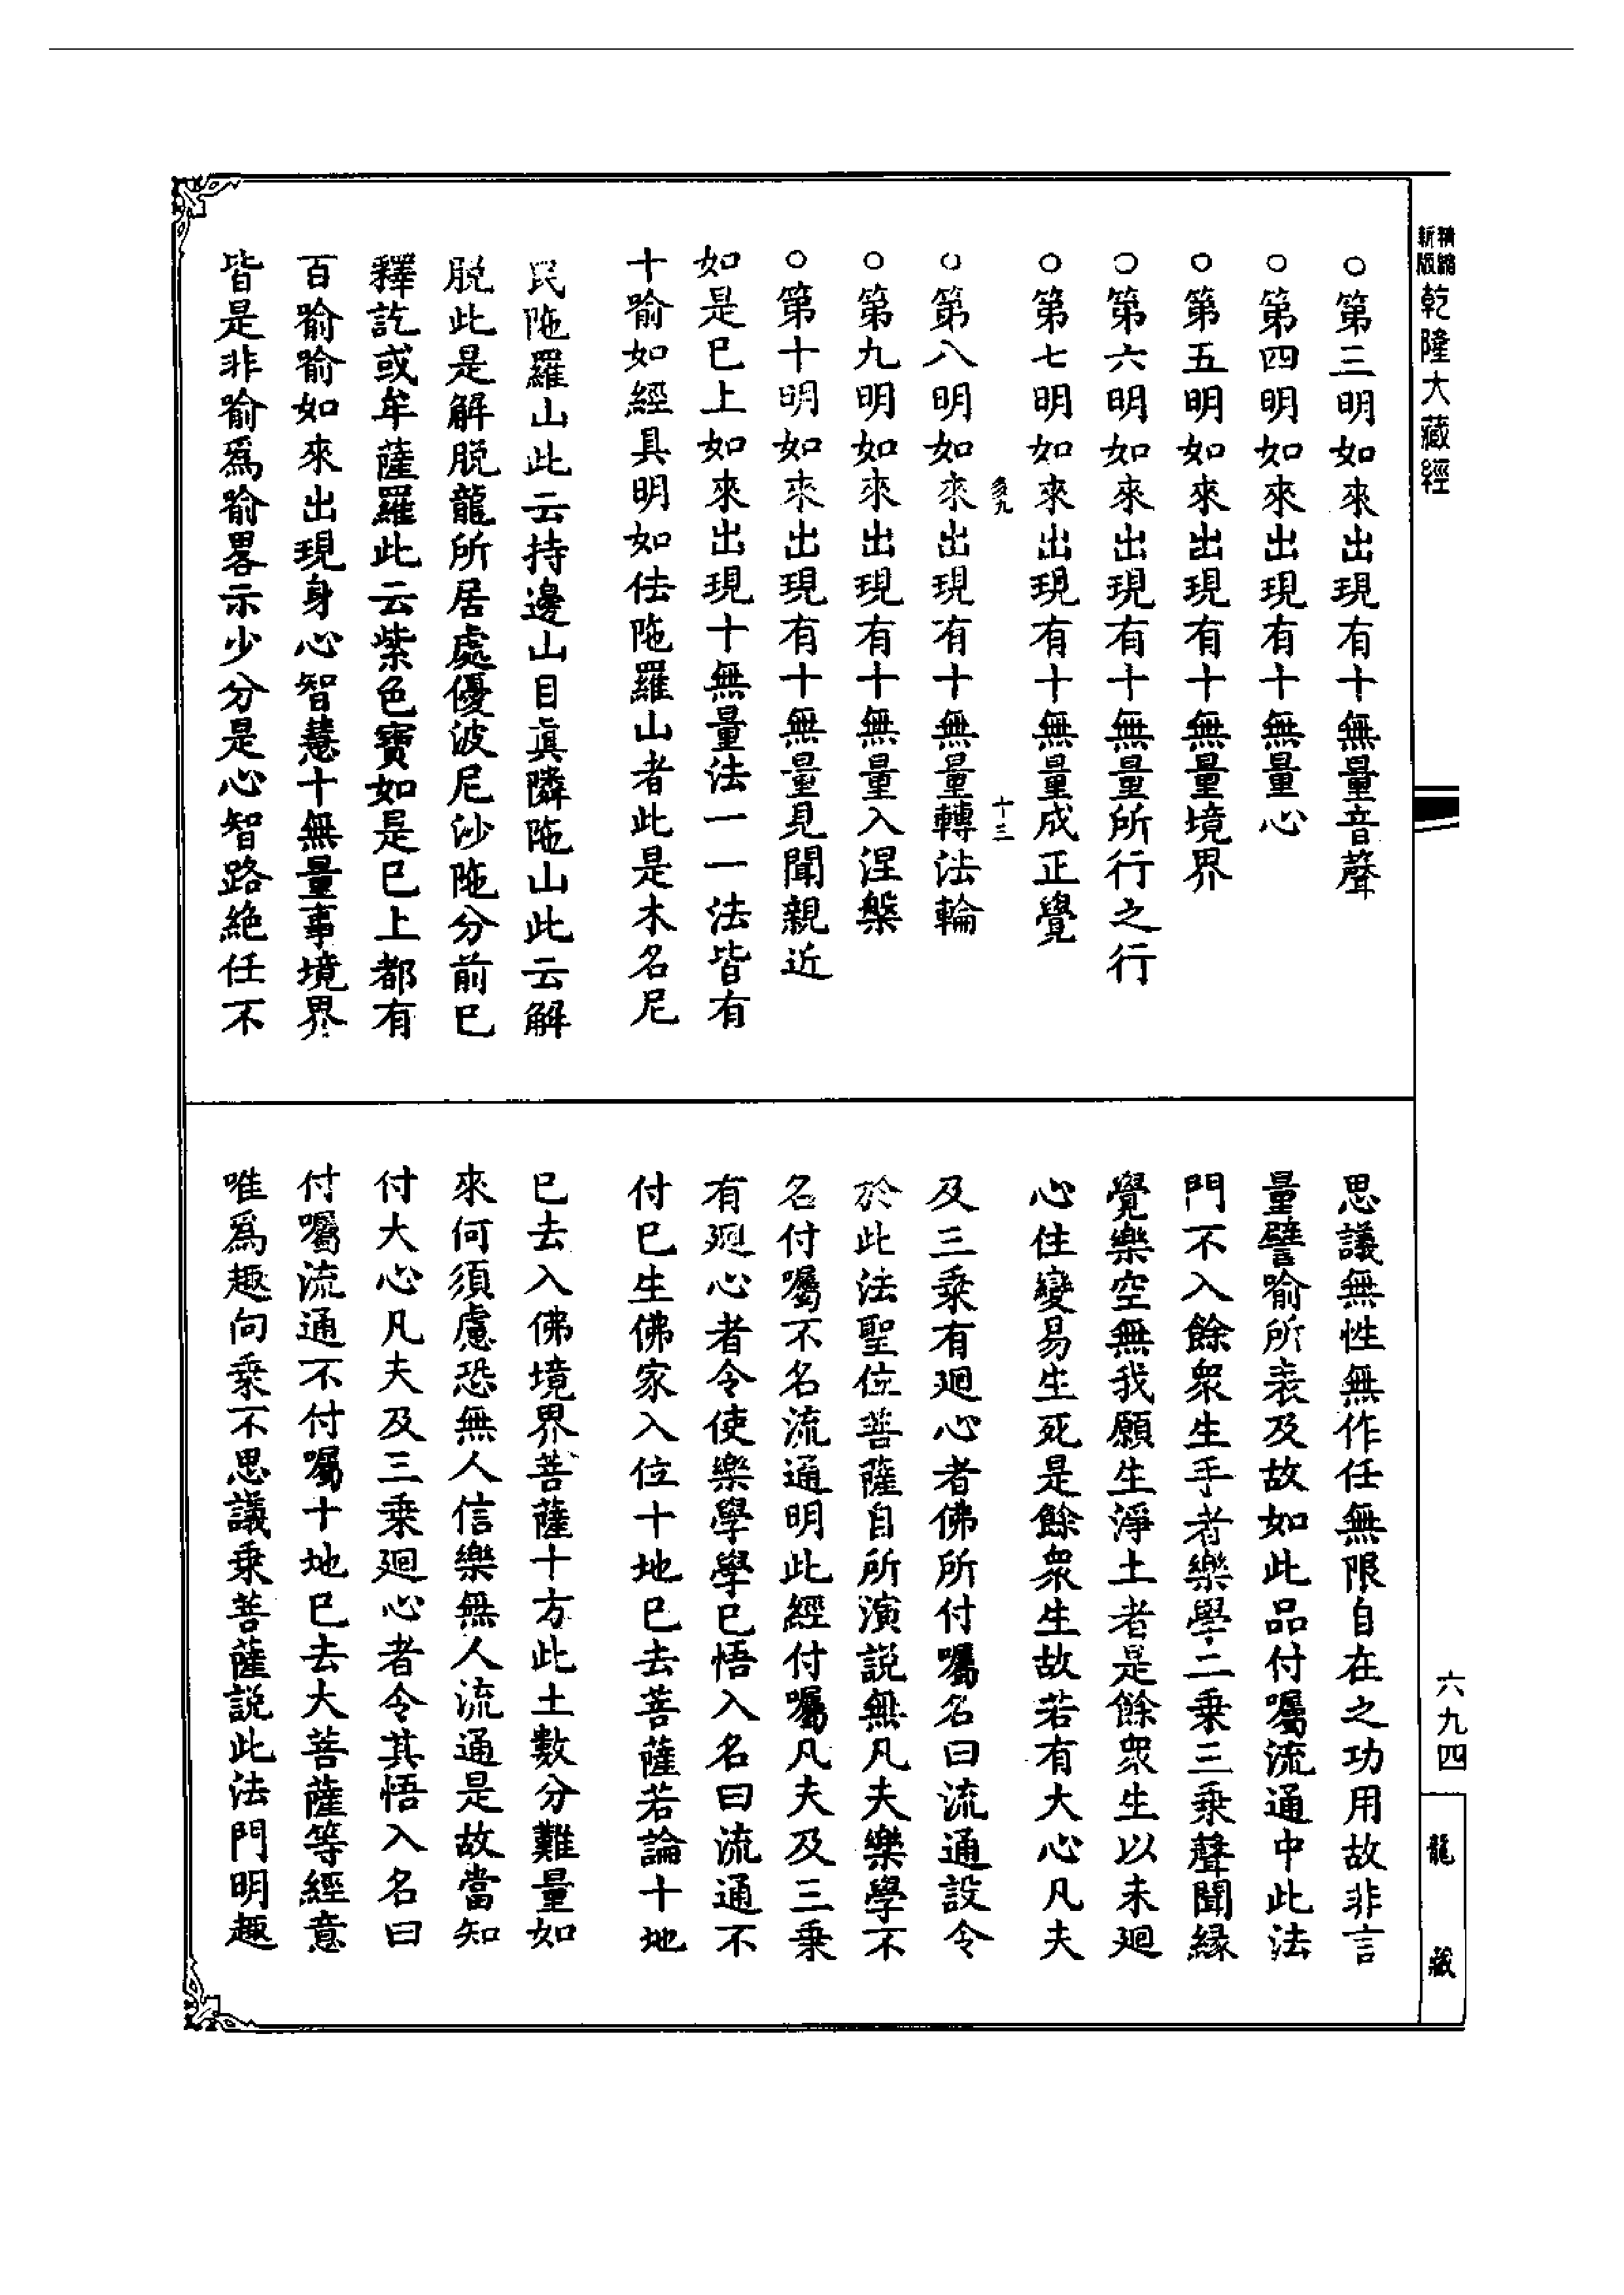 精縮
新版
乾隆大藏經
○第三明如來出現有十無量音聲
○第四明如來出現有十無量心
○第五明如來出現有十無量境界
○第六明如來出現有十無量所行之行
○第七明如來出現有十無量成正覺
十三
○第八明如來出現有十無量轉法輪
○第九明如來出現有十無量入涅槃
○第十明如來出現有十無量見聞親近
如是已上如來出現十無量法一一法皆有
十喻如經具明如佉陁羅山者此是木名尼
民陁羅山此云持邊山目眞隣陁山此云解
脱此是解脱龍所居處優波尼沙陁分前已
釋訖或牟薩羅此云紫色寶如是已上都有
百喻喻如來出現身心智慧十無量事境界
皆是非喻爲喻畧示少分是心智路絶任不
思議無性無作任無限自在之功用故非言
量譬喻所表及故如此品付囑流通中此法
門不入餘衆生手者樂學二乘三乘聲聞緣
覺樂空無我願生淨土者是餘衆生以未廻
心住變易生死是餘衆生故若有大心凡夫
及三乘有廻心者佛所付囑名曰流通設令
於此法聖位菩薩自所演説無凡夫樂學不
名付囑不名流通明此經付囑凡夫及三乘
有廻心者令使樂學學已悟入名曰流通不
付已生佛家入位十地已去菩薩若論十地
已去入佛境界菩薩十方此土數分難量如
來何須慮恐無人信樂無人流通是故當知
付大心凡夫及三乘廻心者令其悟入名曰
付囑流通不付囑十地已去大菩薩等經意
唯爲趣向乘不思議乘菩薩説此法門明趣
六九四
龍藏